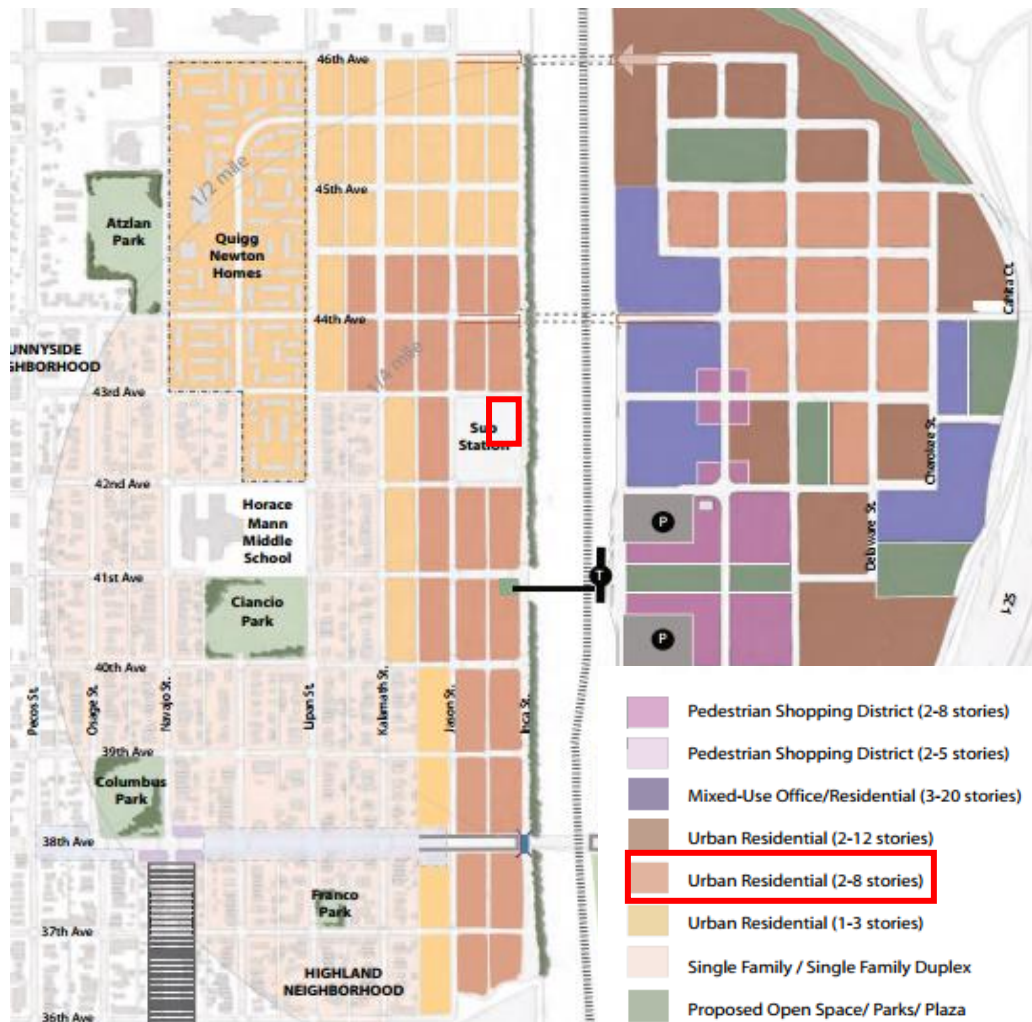 46th Ave
1/2 mile
45th Ave
Atzlan
Park
Quigg
Newton
Homes
44th Ave
1/4 mile
UNNYSIDE
GHBORHOOD
43rd Ave
Sub
Station
42nd Ave
Horace
Mann
Middle
School
41st Ave
Ciancio
Park
40th Ave
Pecos St.
Osage St.
Navajo St.
Lipan St.
Kalamath St.
Jason St.
Inca St.
39th Ave
Columbus
Park
38th Ave
Franco
Park
37th Ave
HIGHLAND
NEIGHBORHOOD
36th Ave
P
T
P
Cherokee St.
Delaware St.
I-25
Pedestrian Shopping District (2-8 stories)
Pedestrian Shopping District (2-5 stories)
Mixed-Use Office/Residential (3-20 stories)
Urban Residential (2-12 stories)
Urban Residential (2-8 stories)
Urban Residential (1-3 stories)
Single Family / Single Family Duplex
Proposed Open Space/ Parks/ Plaza